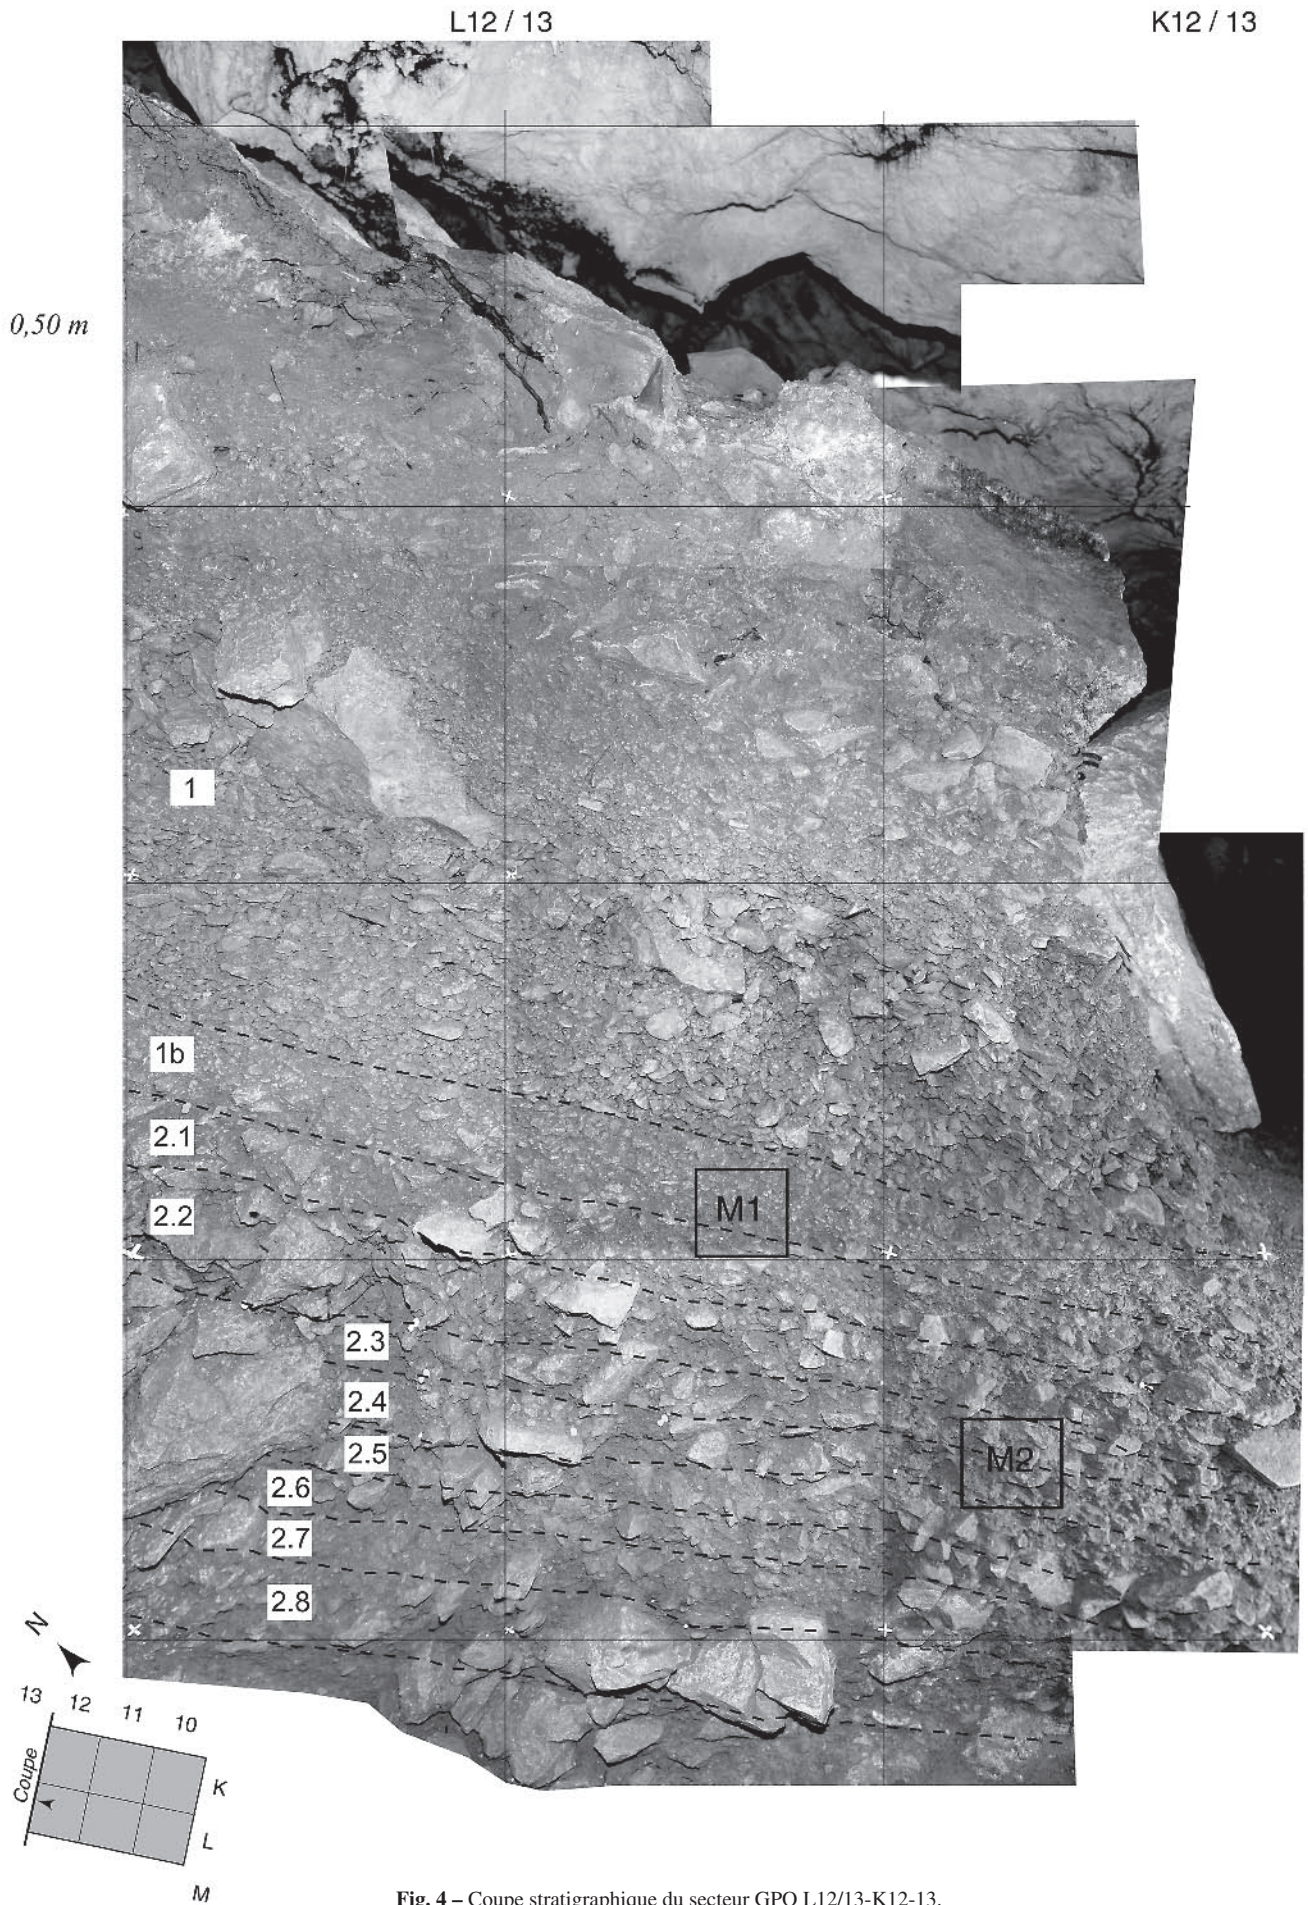 L12 / 13 K12 / 13
0,50 m
1
1b
2.1
2.2
M1
2.3
2.4
2.5
M2
2.6
2.7
2.8
N
13 12 11 10
Coupe
K
L
M
Fig. 4 – Coupe stratigraphique du secteur GPO L12/13-K12-13.